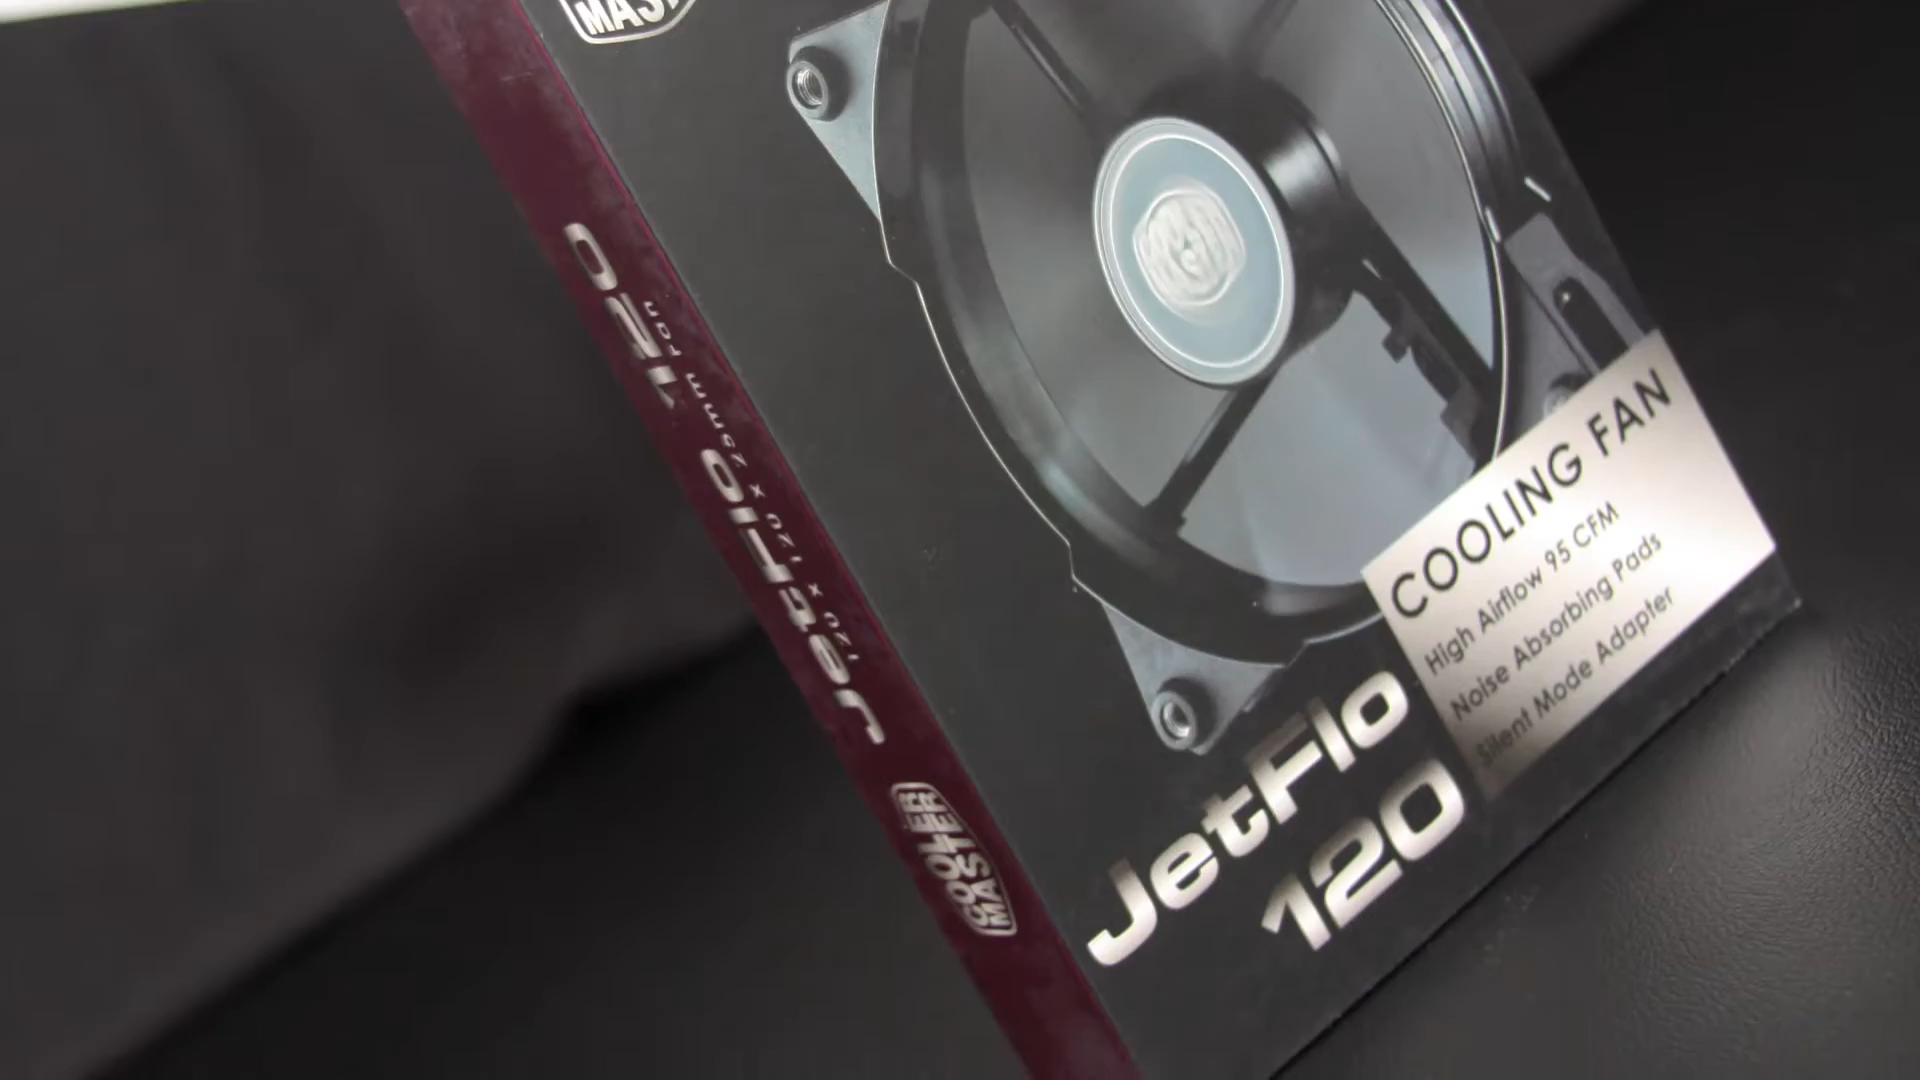 COOLING FAN
High Airflow 95 CFM
Noise Absorbing Pads
Silent Mode Adapter
JetFlo
120
JetFlo 120
120 x 120 x 25mm fan
COOLER
MASTER